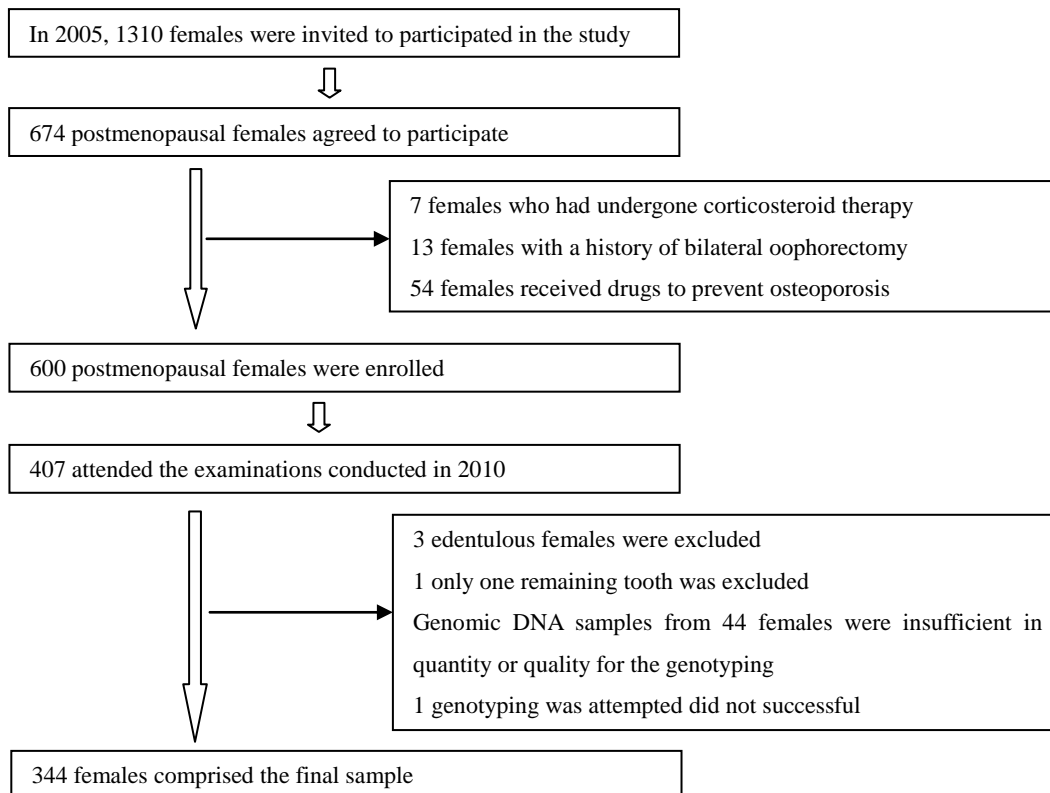 In 2005, 1310 females were invited to participated in the study
674 postmenopausal females agreed to participate
7 females who had undergone corticosteroid therapy
13 females with a history of bilateral oophorectomy
54 females received drugs to prevent osteoporosis
600 postmenopausal females were enrolled
407 attended the examinations conducted in 2010
3 edentulous females were excluded
1 only one remaining tooth was excluded
Genomic DNA samples from 44 females were insufficient in
quantity or quality for the genotyping
1 genotyping was attempted did not successful
344 females comprised the final sample